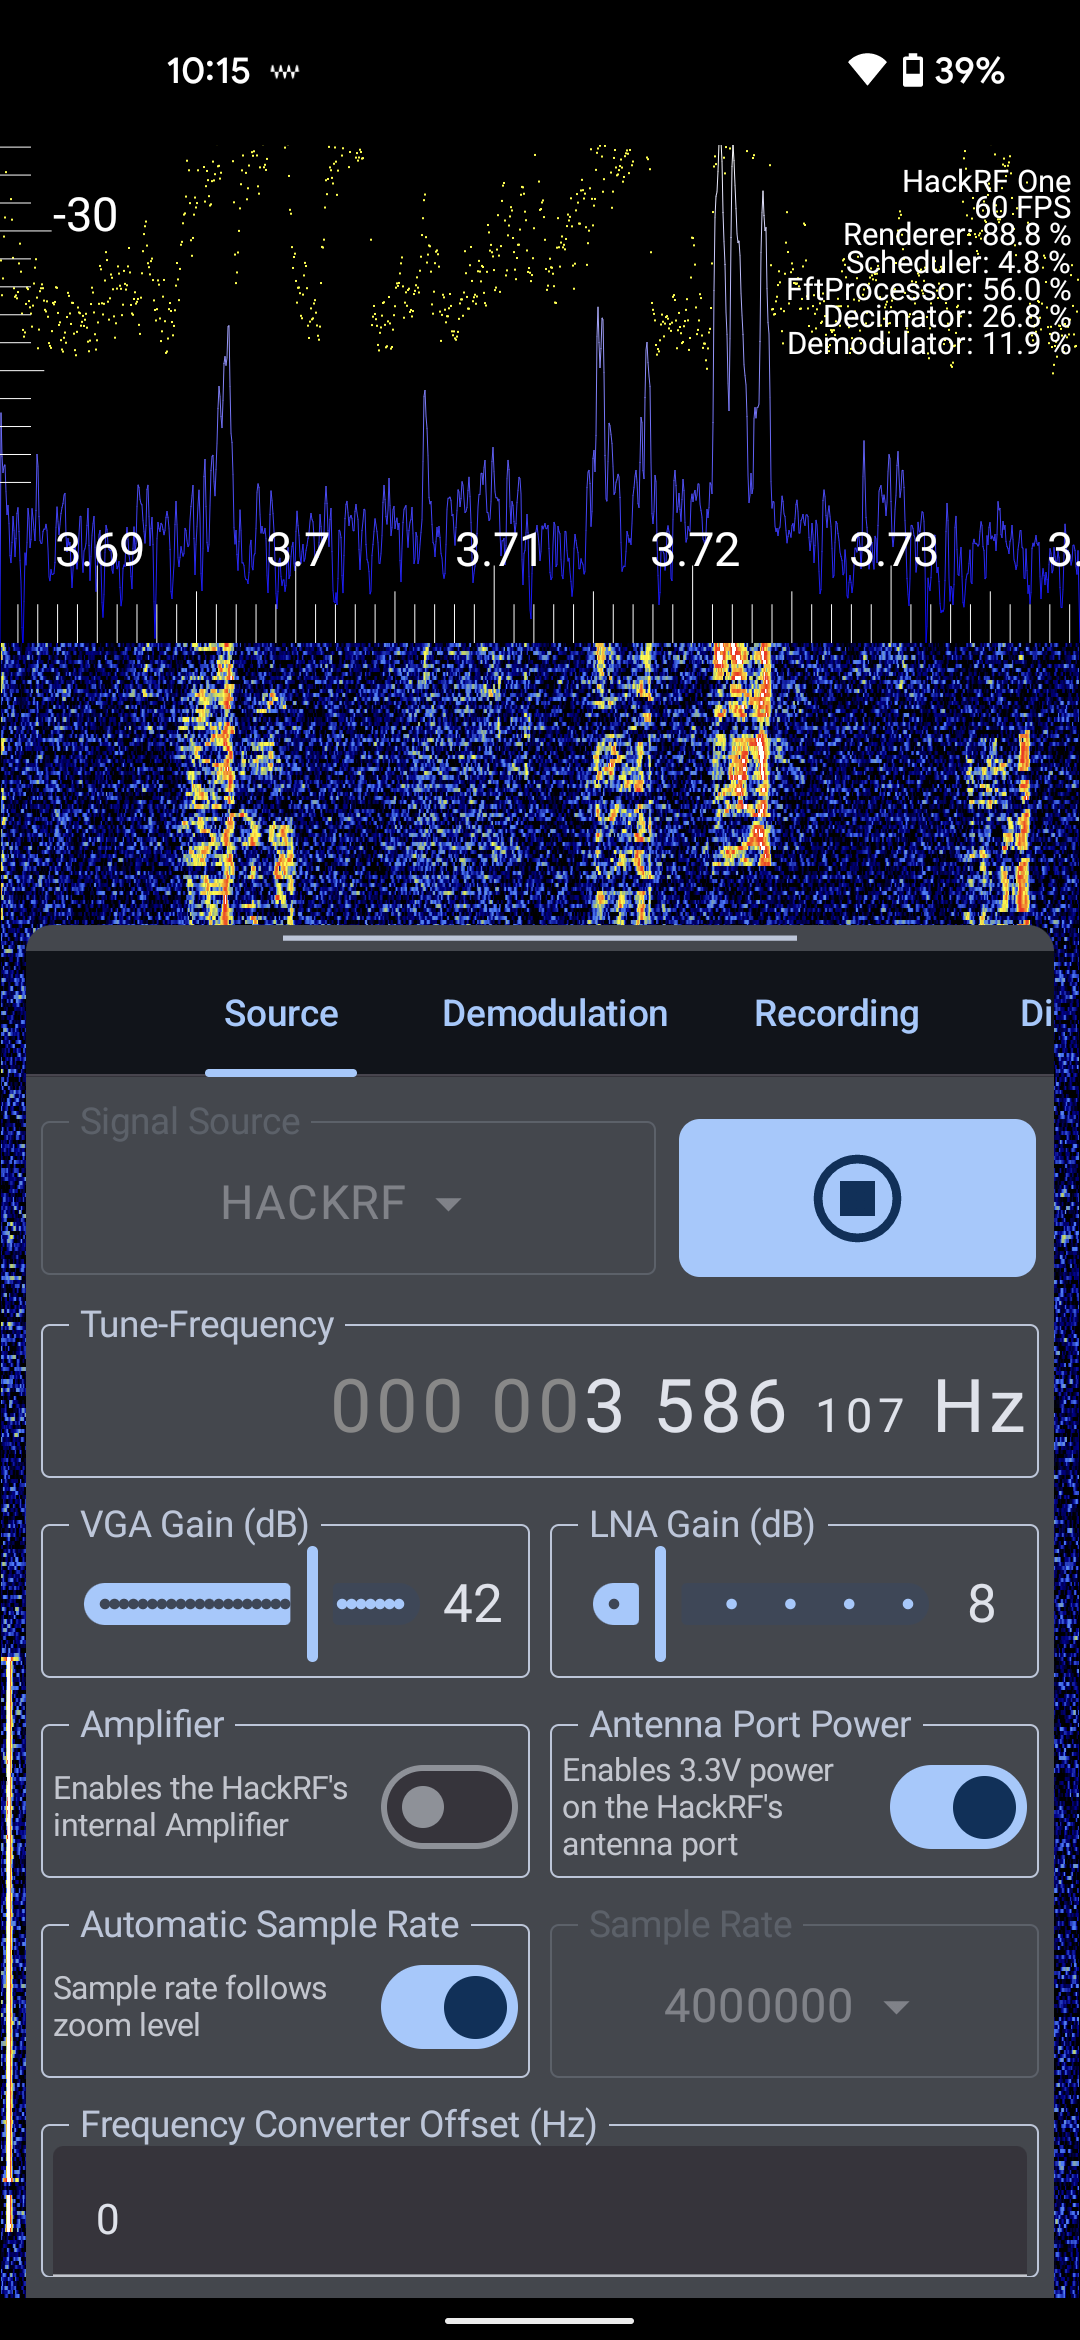 10:15
39%
-30
HackRF One
60 FPS
Renderer: 88.8 %
Scheduler: 4.8 %
FftProcessor: 56.0 %
Decimator: 26.8 %
Demodulator: 11.9 %
3.69 3.7 3.71 3.72 3.73 3.
Source Demodulation Recording Di
Signal Source
HACKRF
Tune-Frequency
000 003 586 107 Hz
VGA Gain (dB)
42
LNA Gain (dB)
8
Amplifier
Enables the HackRF's
internal Amplifier
Antenna Port Power
Enables 3.3V power
on the HackRF's
antenna port
Automatic Sample Rate
Sample rate follows
zoom level
Sample Rate
4000000
Frequency Converter Offset (Hz)
0